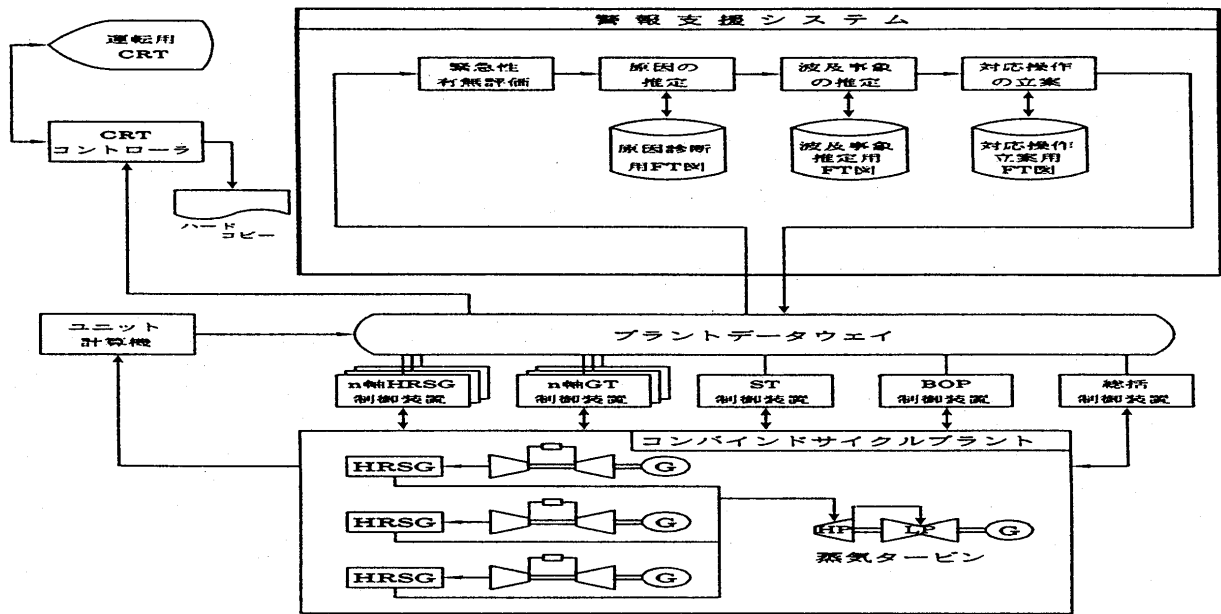 警報支援システム
運転用
CRT
緊急性
有無評価
原因の
推定
波及事象
の推定
対応操作
の立案
CRT
コントローラ
原因診断
用FT図
波及事象
推定用
FT図
対応操作
立案用
FT図
ハード
コピー
ユニット
計算機
プラントデータウェイ
n軸HRSG
制御装置
n軸GT
制御装置
ST
制御装置
BOP
制御装置
総括
制御装置
コンバインドサイクルプラント
HRSG
G
HRSG
G
HP
LP
G
蒸気タービン
HRSG
G